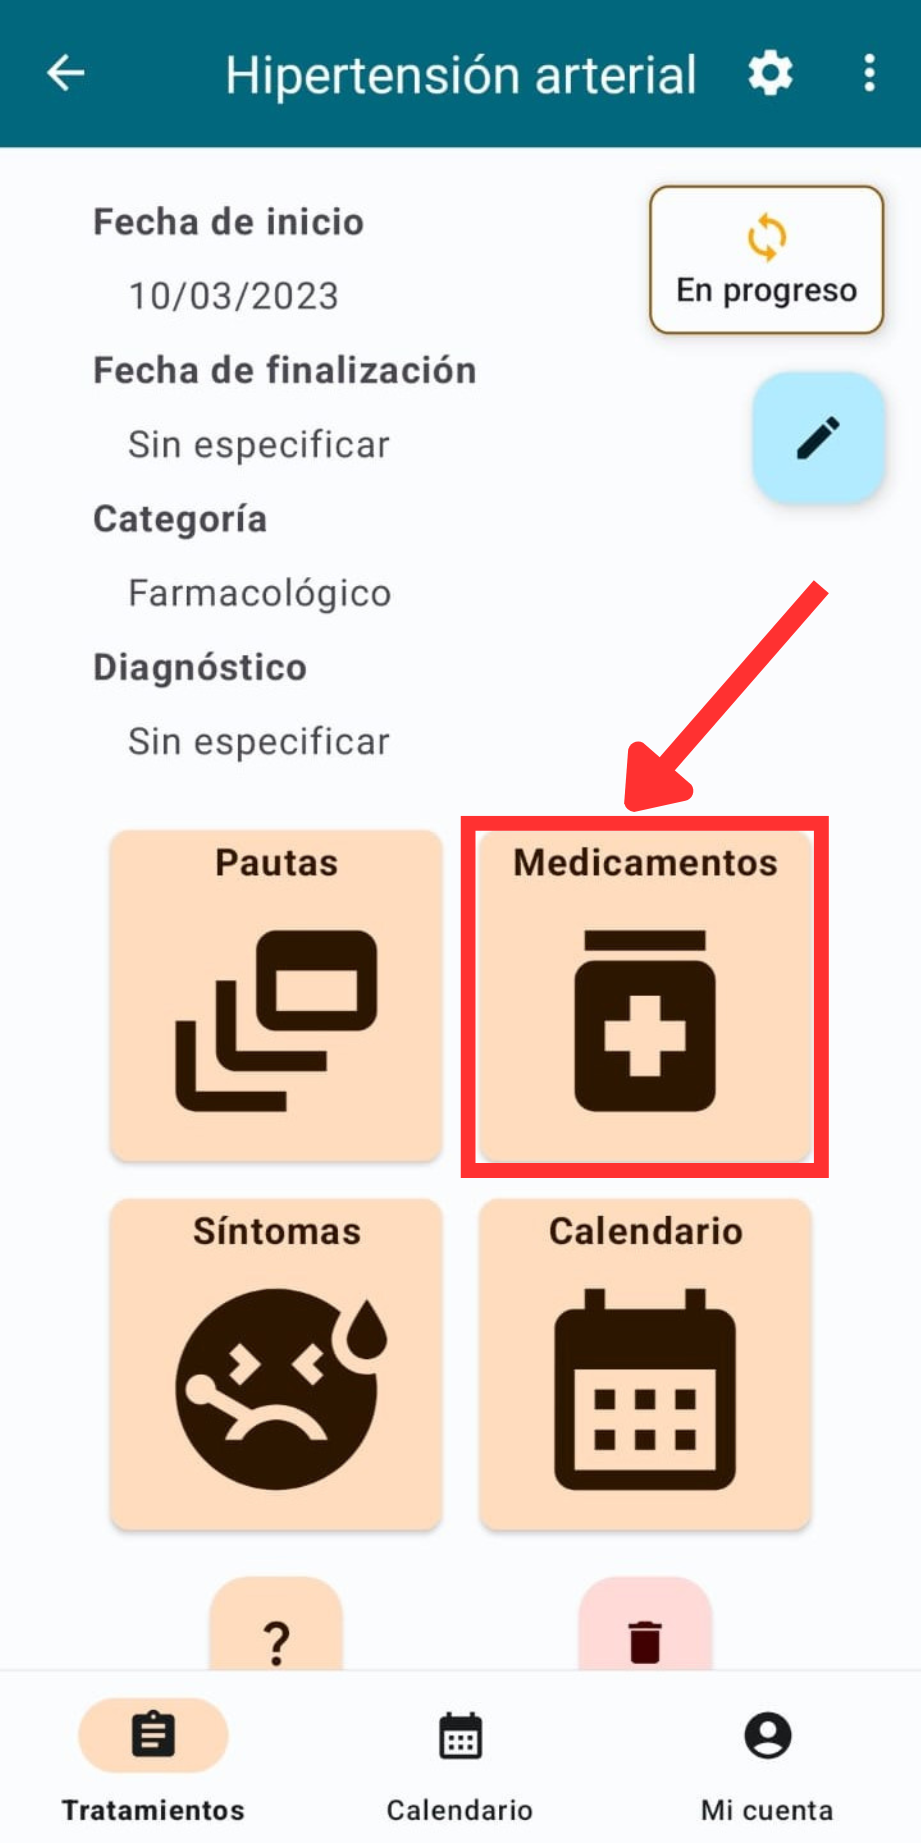 Hipertensión arterial
Fecha de inicio
10/03/2023
En progreso
Fecha de finalización
Sin especificar
Categoría
Farmacológico
Diagnóstico
Sin especificar
Pautas
Medicamentos
Síntomas
Calendario
?
Tratamientos
Calendario
Mi cuenta